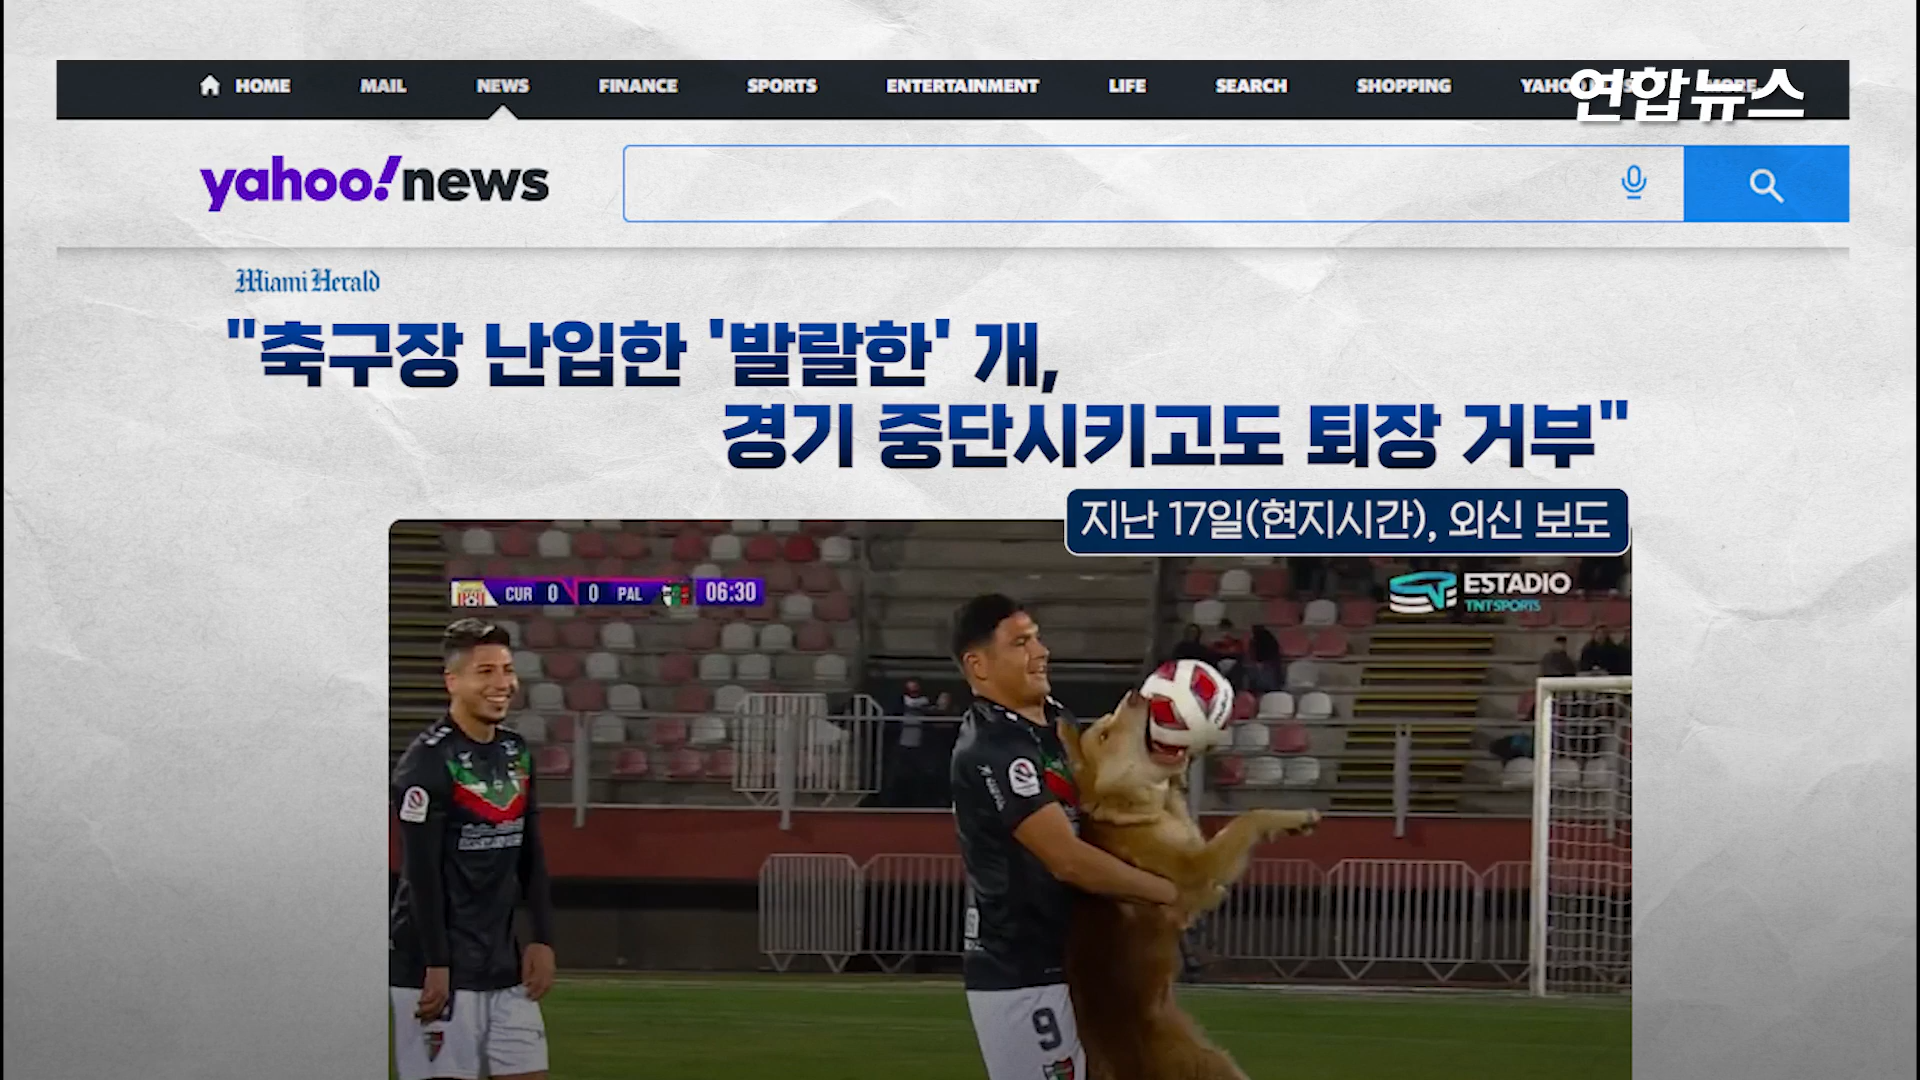 HOME MAIL NEWS FINANCE SPORTS ENTERTAINMENT LIFE SEARCH SHOPPING
연합뉴스
yahoo!news
Miami Herald
"축구장 난입한 '발랄한' 개,
경기 중단시키고도 퇴장 거부"
지난 17일(현지시간), 외신 보도
CUR 0 0 PAL 06:30
ESTADIO
TNT SPORTS
9